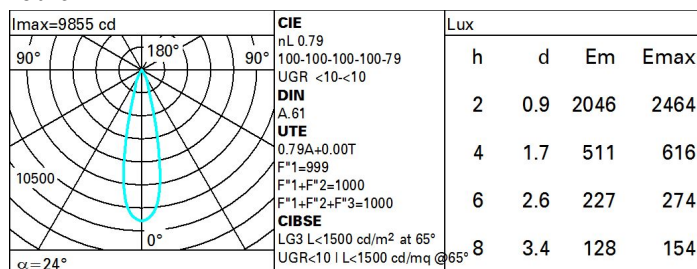 Imax=9855 cd
90°
180°
90°
10500
0°
α=24°
CIE
nL 0.79
100-100-100-100-79
UGR <10-<10
DIN
A.61
UTE
0.79A+0.00T
F"1=999
F"1+F"2=1000
F"1+F"2+F"3=1000
CIBSE
LG3 L<1500 cd/m² at 65°
UGR<10 | L<1500 cd/mq @65°
Lux
h d Em Emax
2 0.9 2046 2464
4 1.7 511 616
6 2.6 227 274
8 3.4 128 154